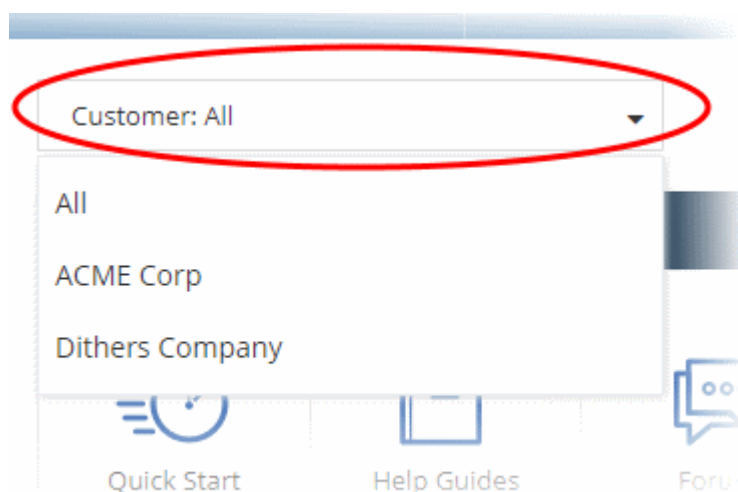 Customer: All
All
ACME Corp
Dithers Company
Quick Start Help Guides